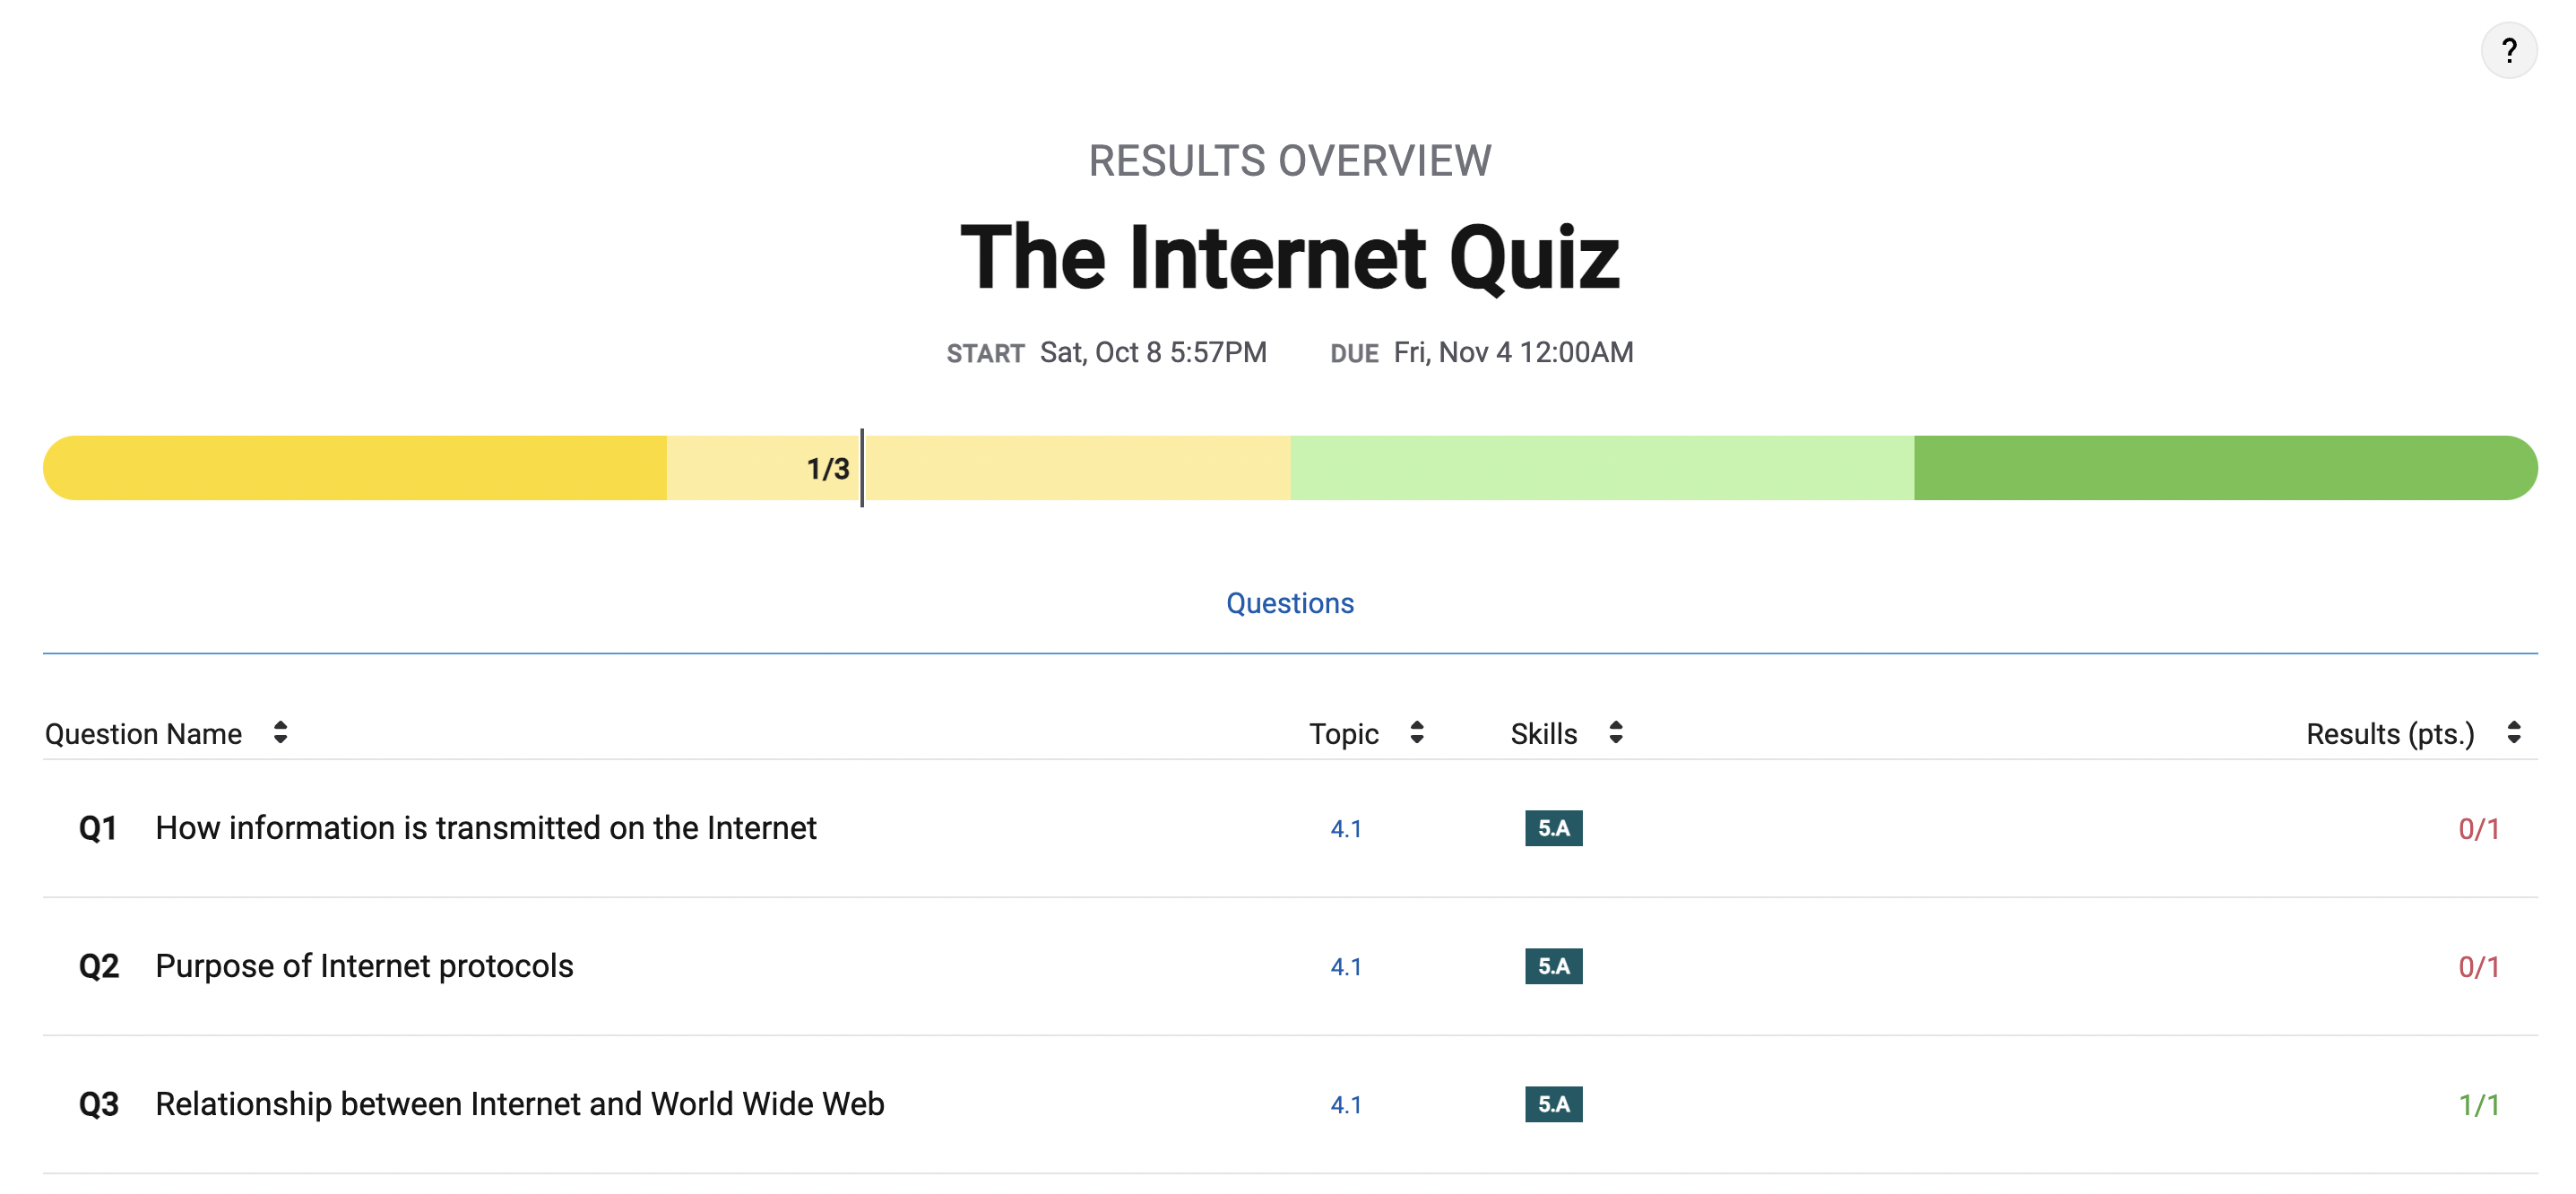 ?
RESULTS OVERVIEW
The Internet Quiz
START Sat, Oct 8 5:57PM DUE Fri, Nov 4 12:00AM
1/3
Questions
Question Name Topic Skills Results (pts.)
Q1 How information is transmitted on the Internet 4.1 5.A 0/1
Q2 Purpose of Internet protocols 4.1 5.A 0/1
Q3 Relationship between Internet and World Wide Web 4.1 5.A 1/1